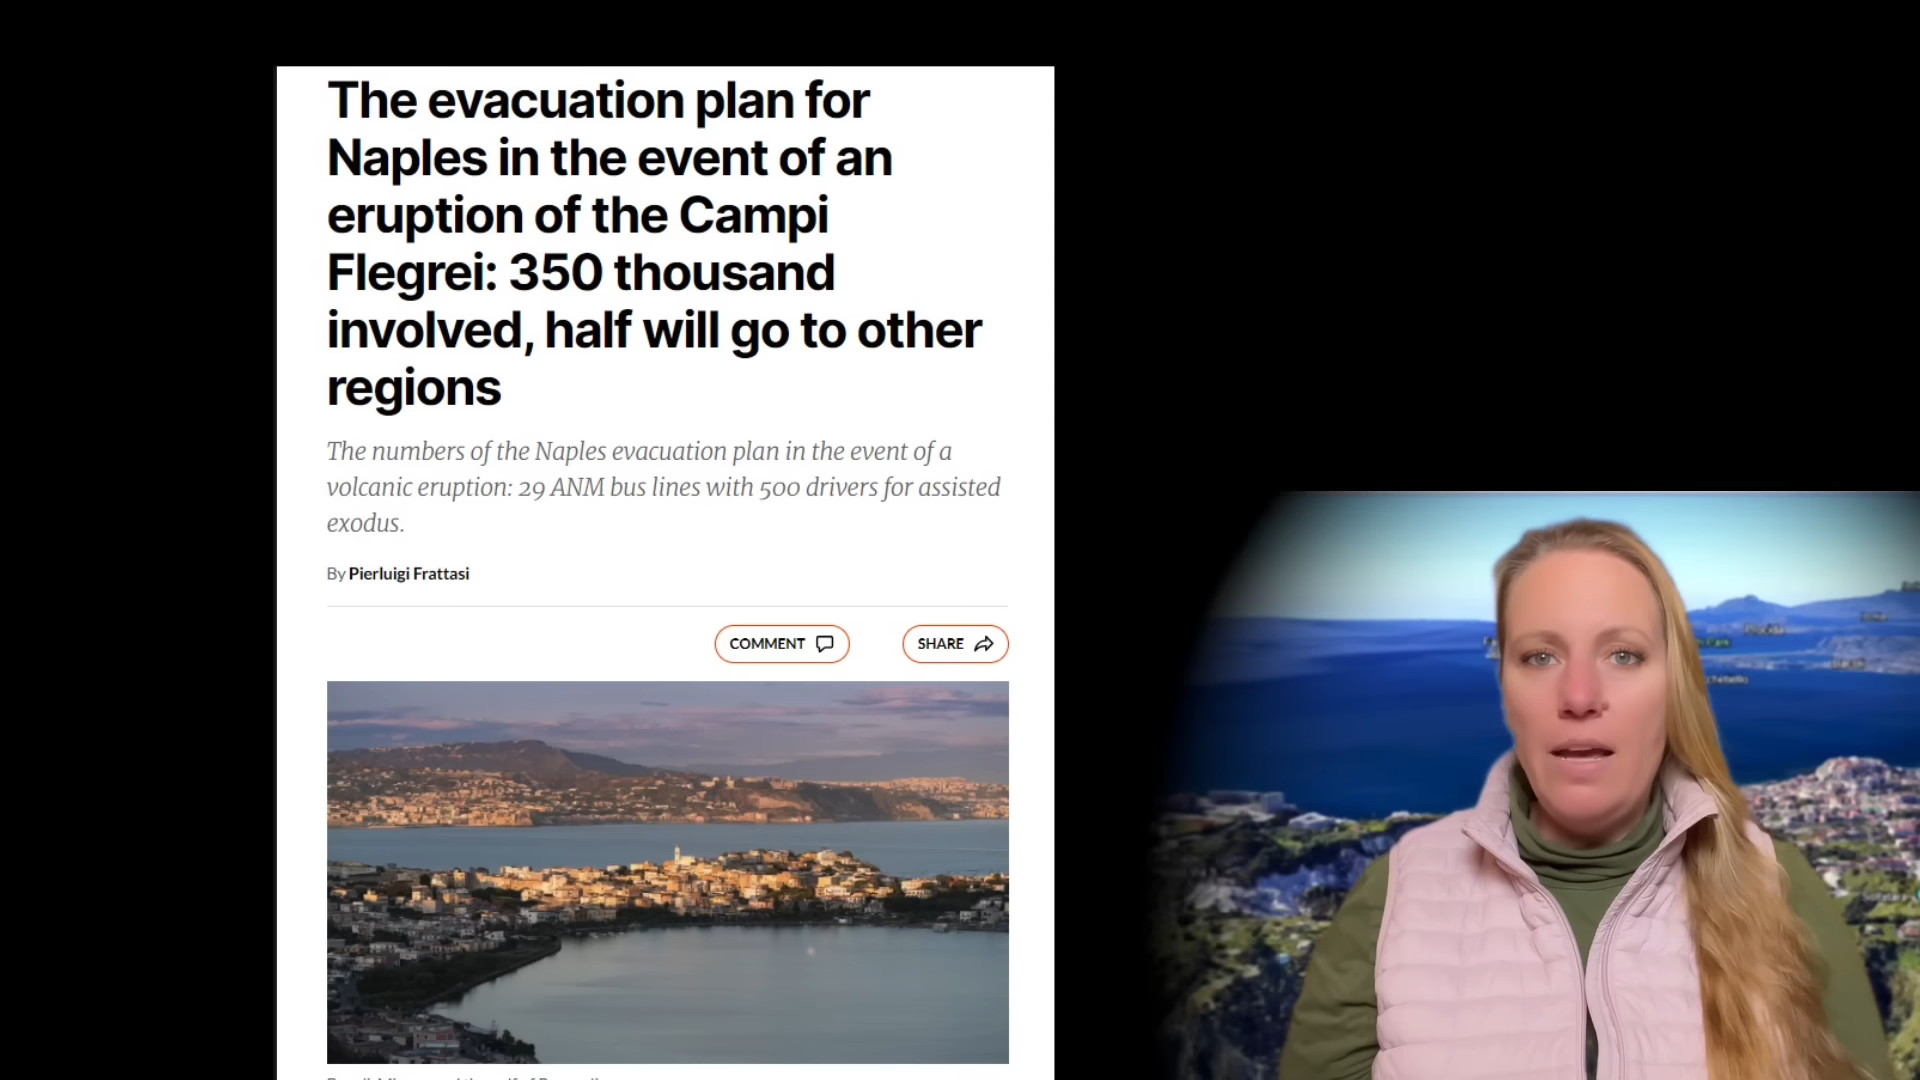 The evacuation plan for
Naples in the event of an
eruption of the Campi
Flegrei: 350 thousand
involved, half will go to other
regions
The numbers of the Naples evacuation plan in the event of a
volcanic eruption: 29 ANM bus lines with 500 drivers for assisted
exodus.
By Pierluigi Frattasi
COMMENT
SHARE